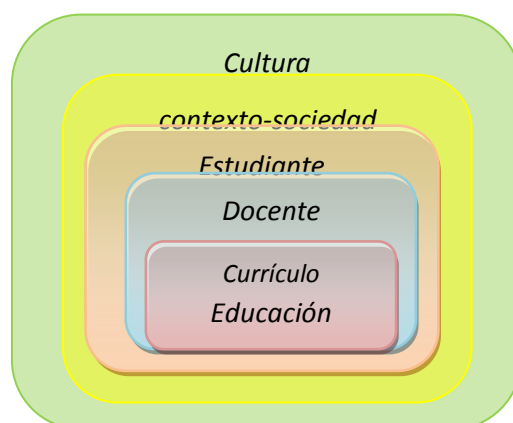 Cultura
contexto-sociedad
Estudiante
Docente
Currículo
Educación